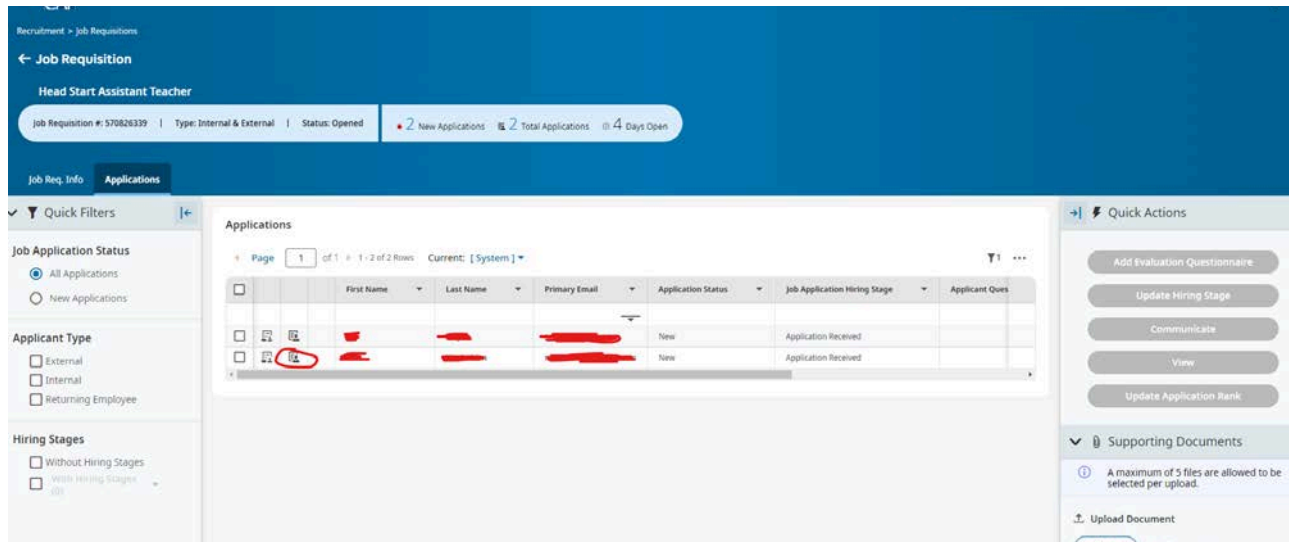 Recruitment > Job Requisitions
← Job Requisition
Head Start Assistant Teacher
Job Requisition #: 570826339 | Type: Internal & External | Status: Opened
2 New Applications 2 Total Applications 4 Days Open
Job Req. Info Applications
Quick Filters
Job Application Status
All Applications
New Applications
Applicant Type
External
Internal
Returning Employee
Hiring Stages
Without Hiring Stages
With Hiring Stages
(0)
Applications
Page 1 of 1 1 - 2 of 2 Rows Current: [ System ]
1 ...
First Name Last Name Primary Email Application Status Job Application Hiring Stage Applicant Ques
New Application Received
New Application Received
Quick Actions
Add Evaluation Questionnaire
Update Hiring Stage
Communicate
View
Update Application Rank
Supporting Documents
A maximum of 5 files are allowed to be
selected per upload.
Upload Document